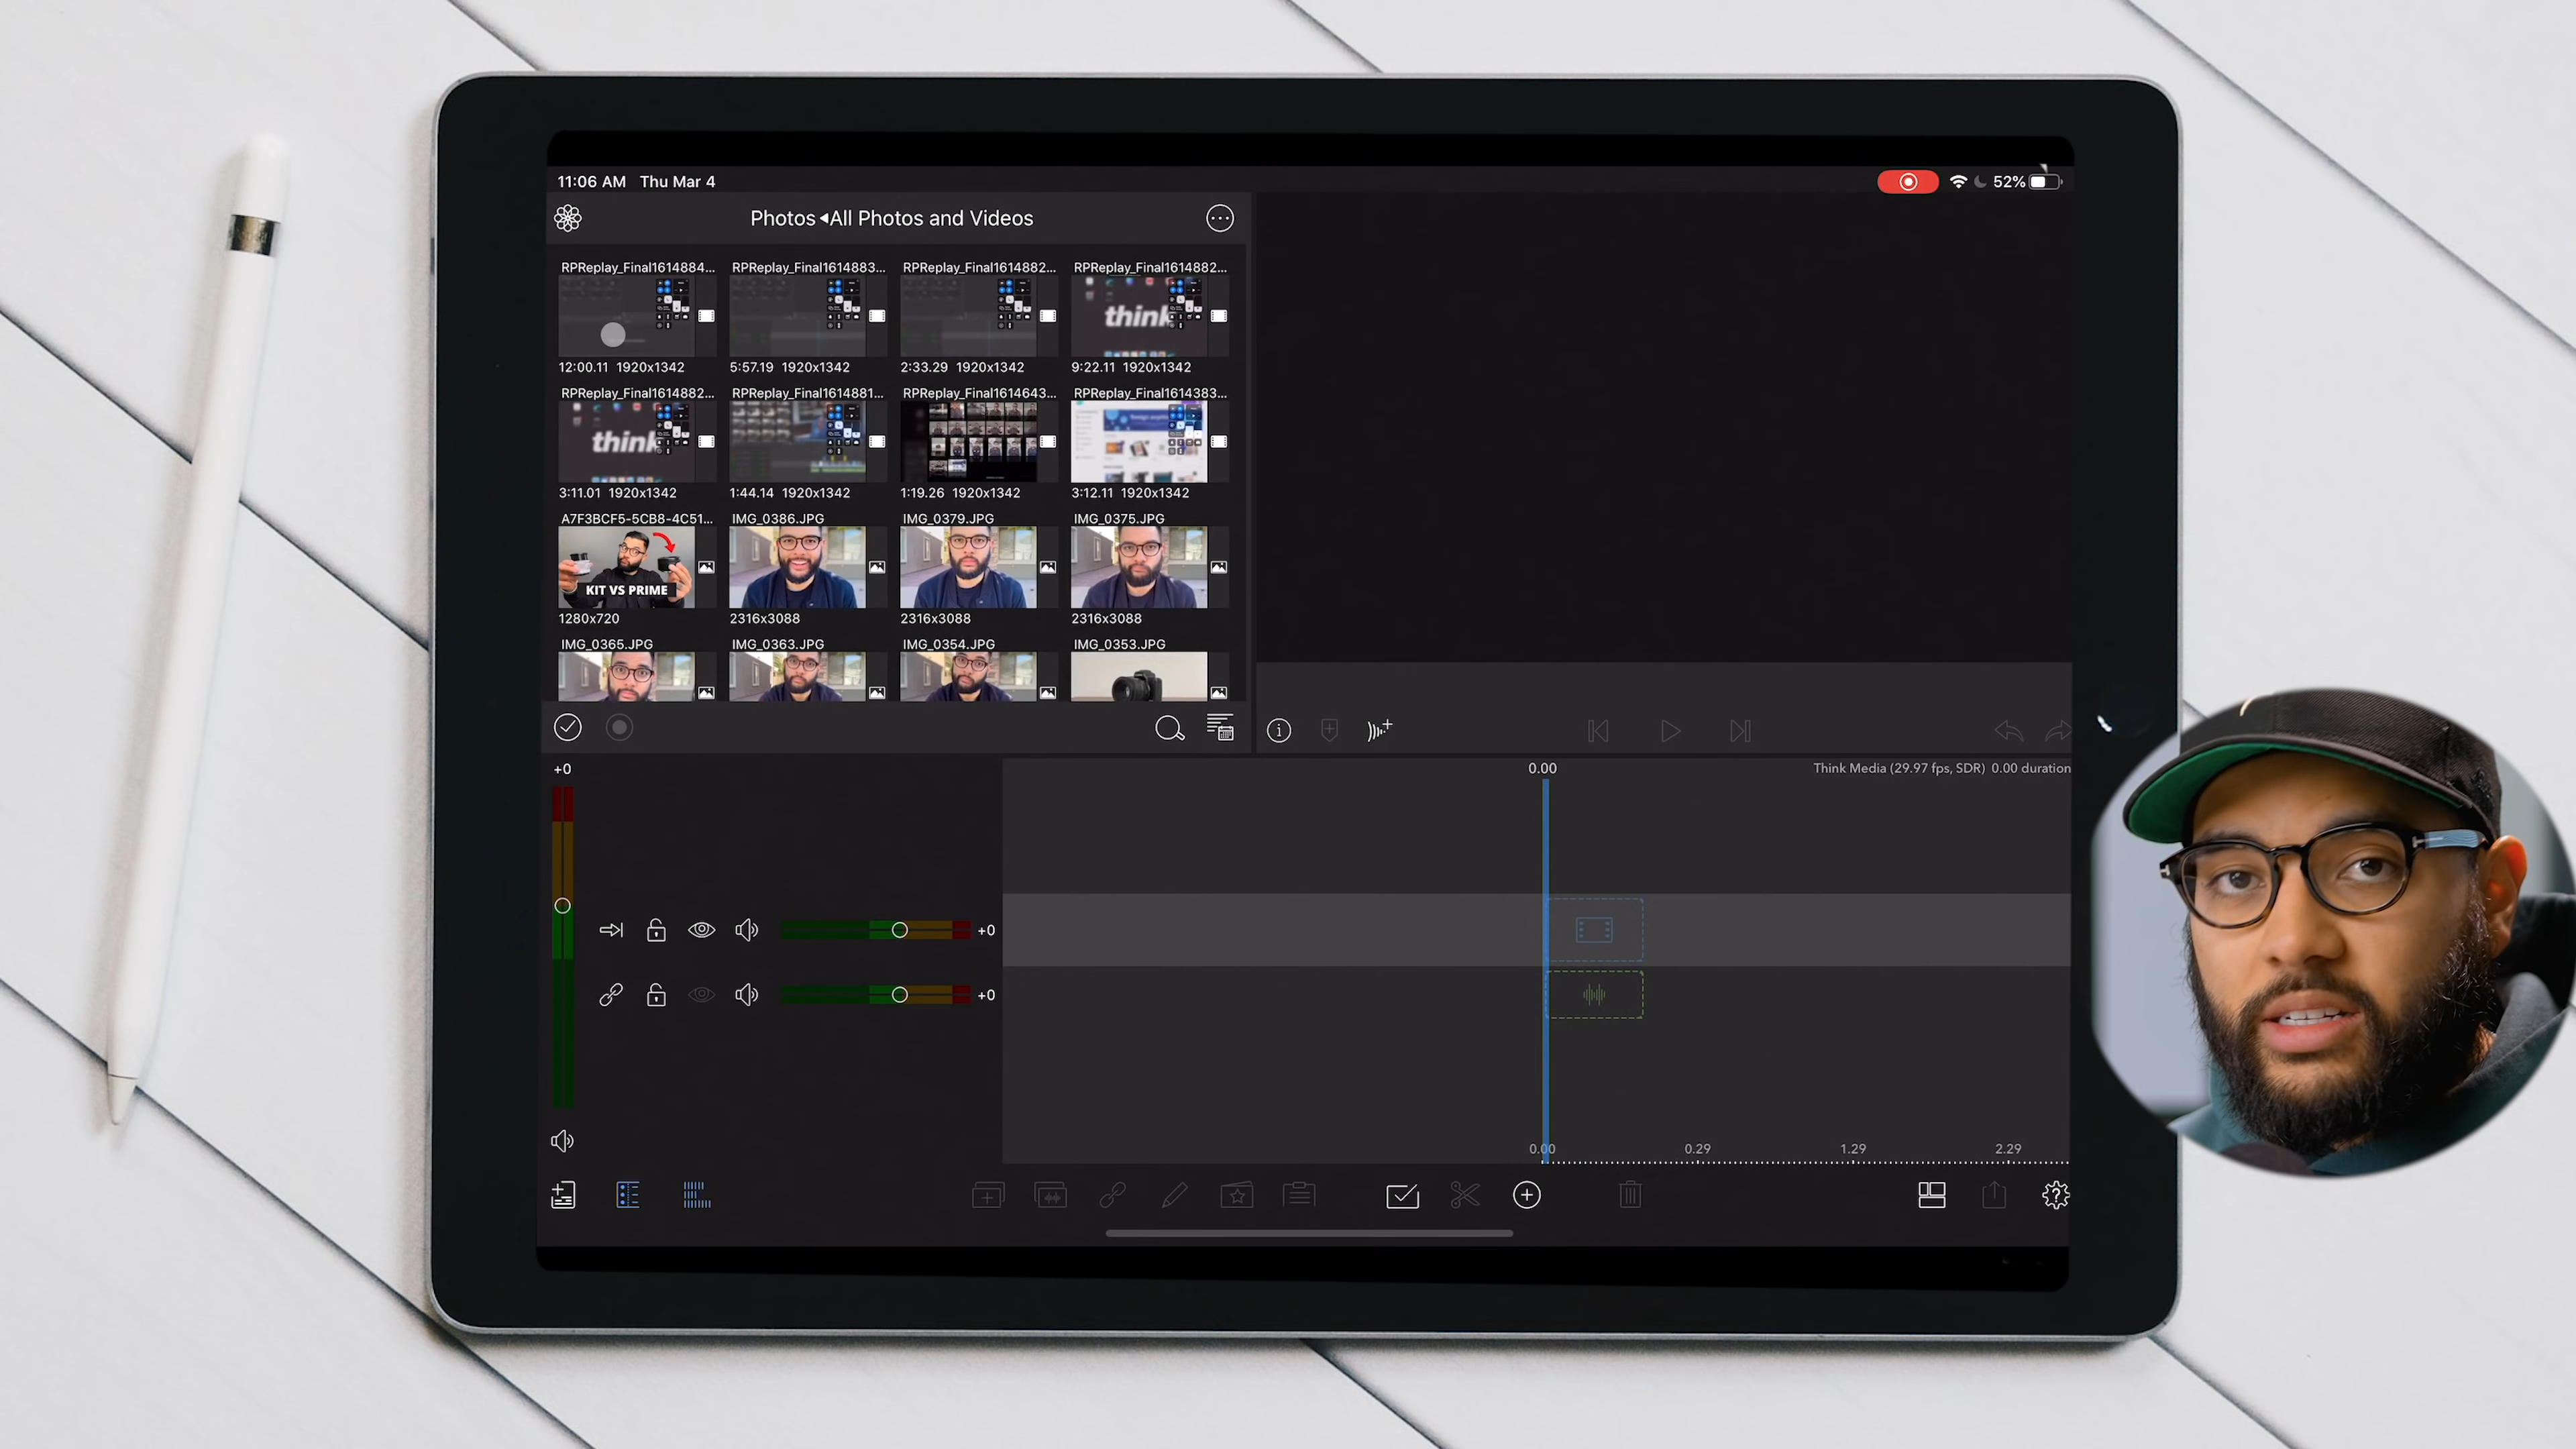 11:06 AM Thu Mar 4
52%
Photos ◂All Photos and Videos
RPReplay_Final1614884... RPReplay_Final1614883... RPReplay_Final1614882... RPReplay_Final1614882...
think
12:00.11 1920x1342 5:57.19 1920x1342 2:33.29 1920x1342 9:22.11 1920x1342
RPReplay_Final1614882... RPReplay_Final1614881... RPReplay_Final1614643... RPReplay_Final1614383...
think
3:11.01 1920x1342 1:44.14 1920x1342 1:19.26 1920x1342 3:12.11 1920x1342
A7F3BCF5-5CB8-4C51... IMG_0386.JPG IMG_0379.JPG IMG_0375.JPG
KIT VS PRIME
1280x720 2316x3088 2316x3088 2316x3088
IMG_0365.JPG IMG_0363.JPG IMG_0354.JPG IMG_0353.JPG
+0
0.00
Think Media (29.97 fps, SDR) 0.00 duration
+0
+0
0.00 0.29 1.29 2.29